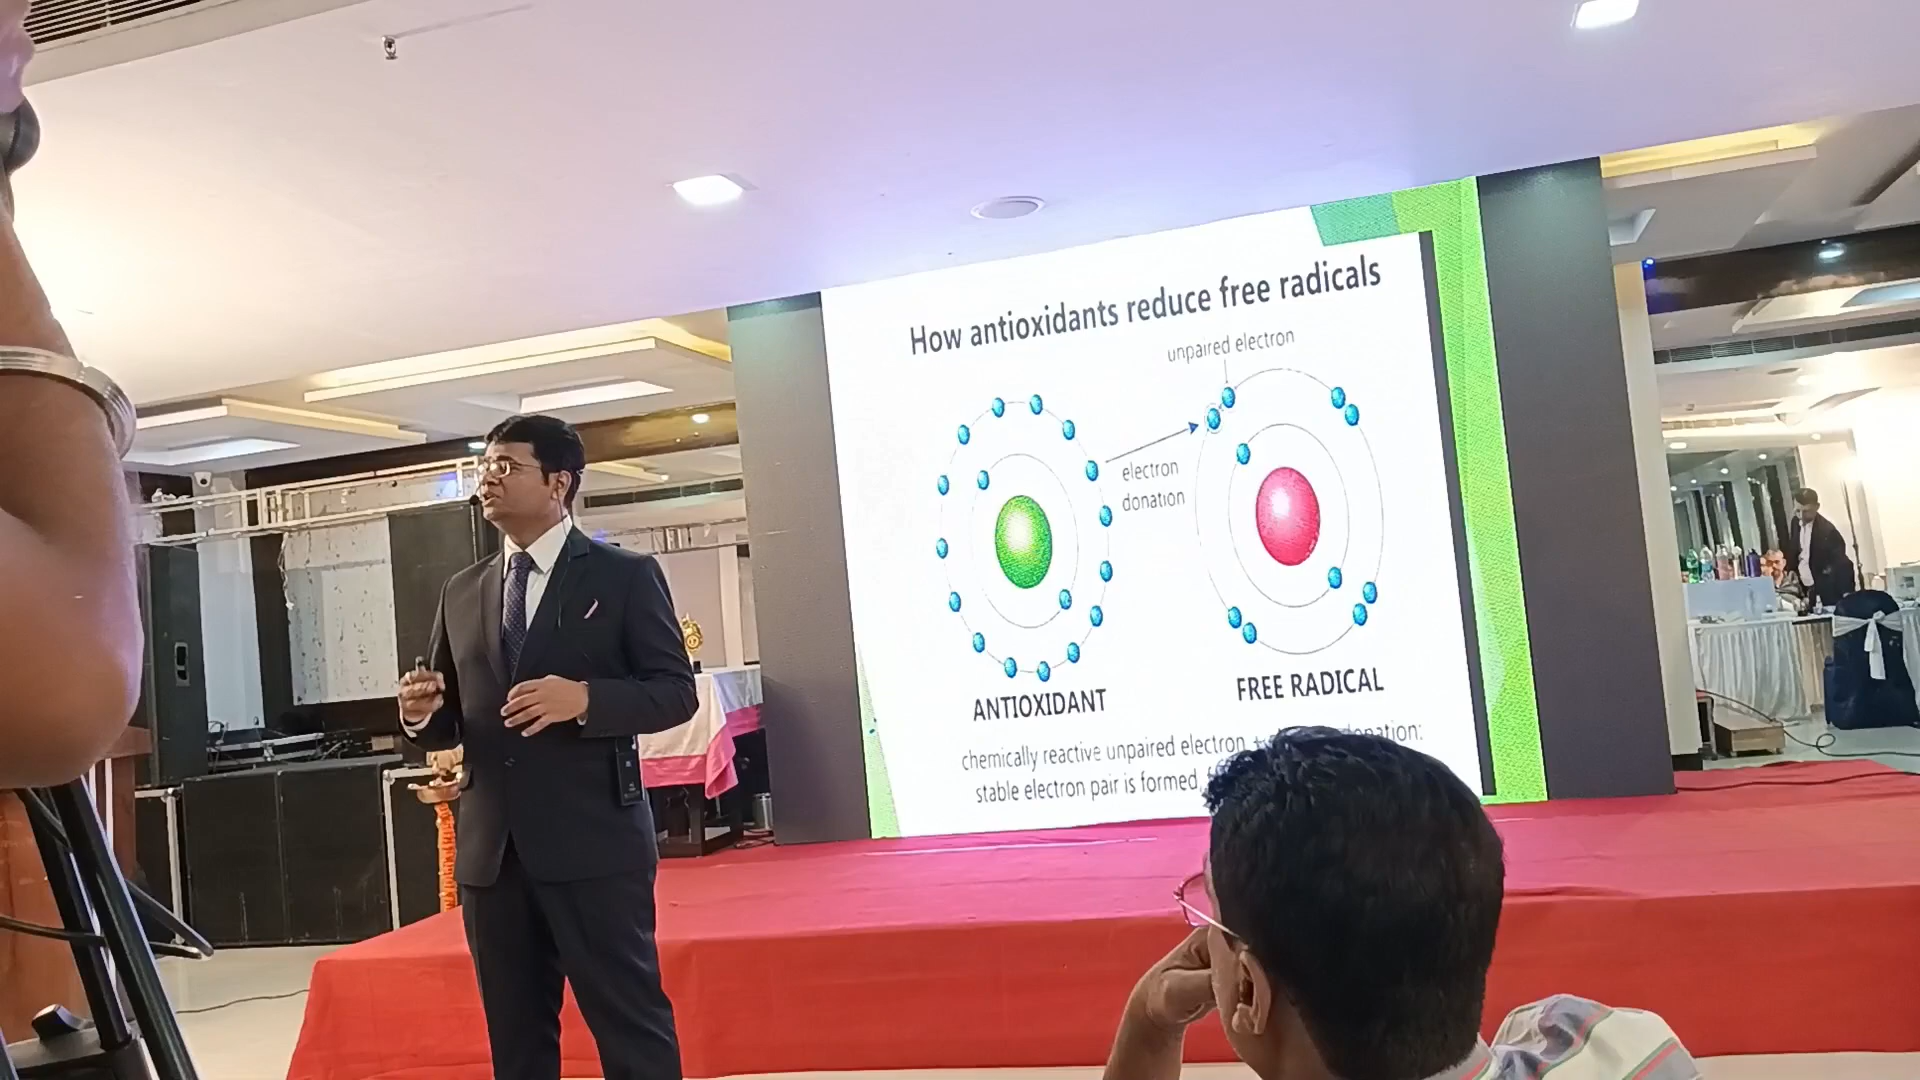 How antioxidants reduce free radicals
unpaired electron
electron
donation
ANTIOXIDANT
FREE RADICAL
chemically reactive unpaired electron donation:
stable electron pair is formed,